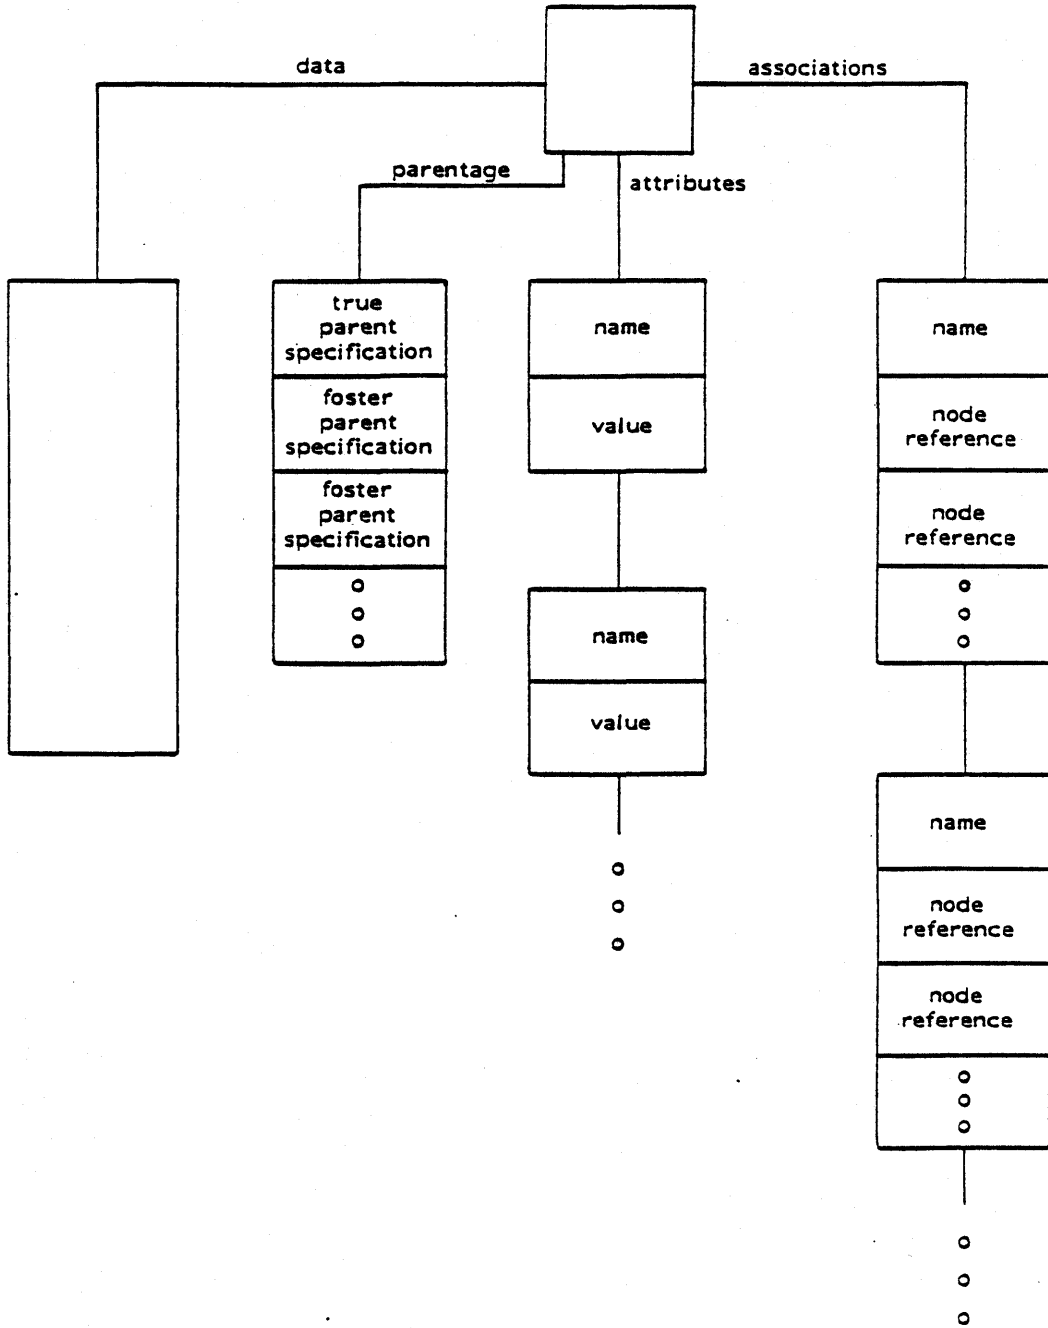 data
associations
parentage
attributes
true
parent
specification
foster
parent
specification
foster
parent
specification
name
value
name
value
name
node
reference
node
reference
name
node
reference
node
reference